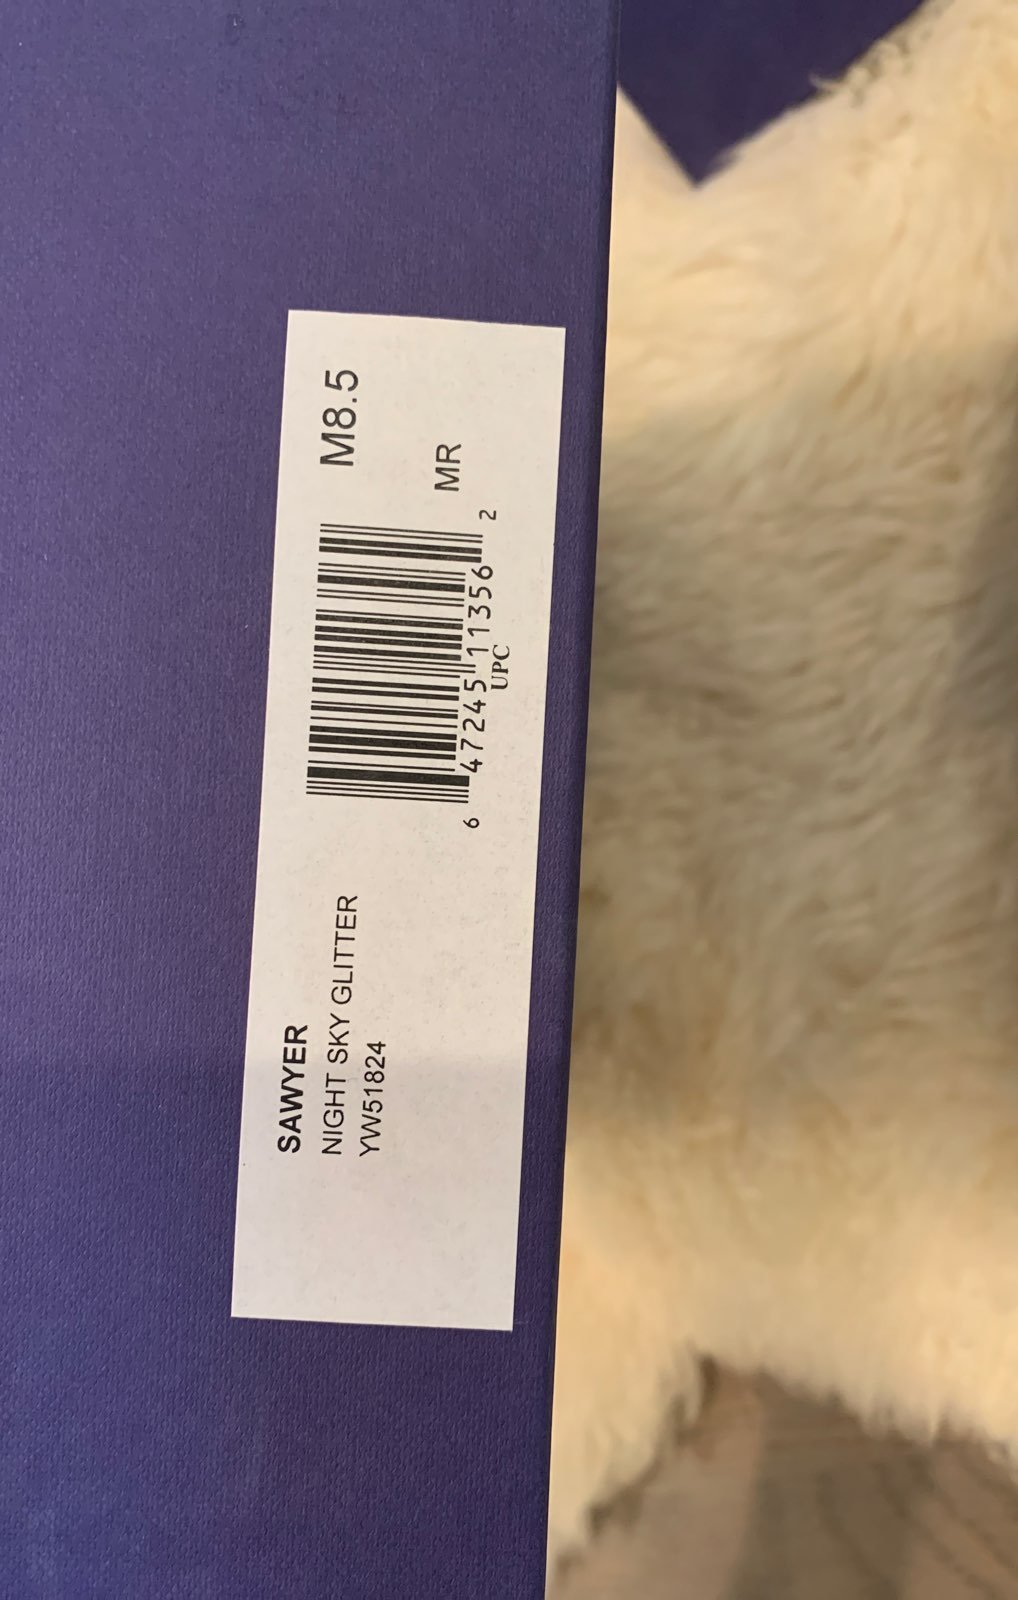 SAWYER
NIGHT SKY GLITTER
YW51824
6 47245 11356 2
UPC
M8.5
MR